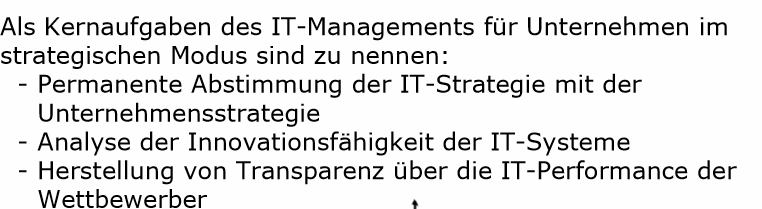 Als Kernaufgaben des IT-Managements für Unternehmen im
strategischen Modus sind zu nennen:
- Permanente Abstimmung der IT-Strategie mit der
Unternehmensstrategie
- Analyse der Innovationsfähigkeit der IT-Systeme
- Herstellung von Transparenz über die IT-Performance der
Wettbewerber